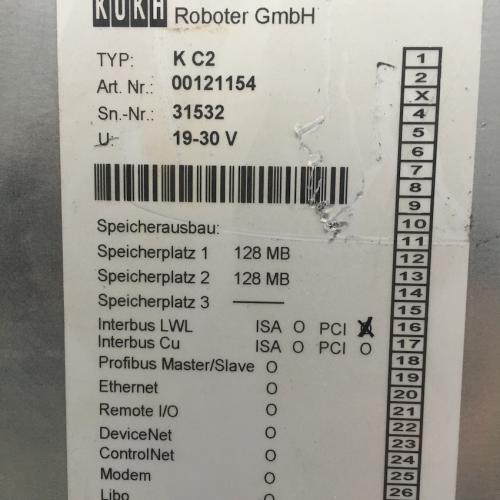 KUKA
Roboter GmbH
TYP: K C2
Art. Nr.: 00121154
Sn.-Nr.: 31532
U: 19-30 V
Speicherausbau:
Speicherplatz 1 128 MB
Speicherplatz 2 128 MB
Speicherplatz 3 ———
Interbus LWL ISA O PCI X
Interbus Cu ISA O PCI O
Profibus Master/Slave O
Ethernet O
Remote I/O O
DeviceNet O
ControlNet O
Modem O
Libo O
1
2
X
4
5
6
7
8
9
10
11
12
13
14
15
16
17
18
19
20
21
22
23
24
25
26